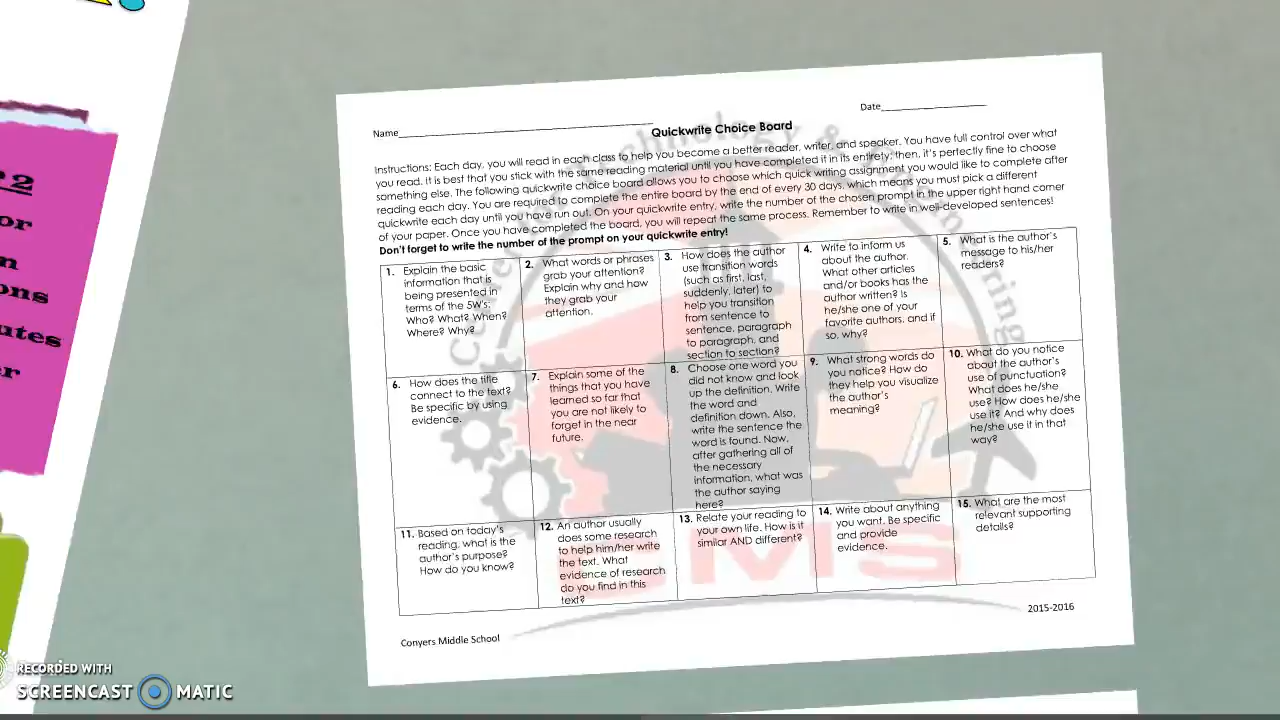 2
or
n
ons
utes
r
Name____________________ Date____________________
Quickwrite Choice Board
Instructions: Each day, you will read in each class to help you become a better reader, writer, and speaker. You have full control over what
you read. It is best that you stick with the same reading material until you have completed it in its entirety; then, it's perfectly fine to choose
something else. The following quickwrite choice board allows you to choose which quick writing assignment you would like to complete after
reading each day. You are required to complete the entire board by the end of every 30 days, which means you must pick a different
quickwrite each day until you have run out. On your quickwrite entry, write the number of the chosen prompt in the upper right hand corner
of your paper. Once you have completed the board, you will repeat the same process. Remember to write in well-developed sentences!
Don't forget to write the number of the prompt on your quickwrite entry!
1. Explain the basic
information that is
being presented in
terms of the 5W's:
Who? What? When?
Where? Why?
2. What words or phrases
grab your attention?
Explain why and how
they grab your
attention.
3. How does the author
use transition words
(such as first, last,
suddenly, later) to
help you transition
from sentence to
sentence, paragraph
to paragraph, and
section to section?
4. Write to inform us
about the author.
What other articles
and/or books has the
author written? Is
he/she one of your
favorite authors, and if
so, why?
5. What is the author's
message to his/her
readers?
6. How does the title
connect to the text?
Be specific by using
evidence.
7. Explain some of the
things that you have
learned so far that
you are not likely to
forget in the near
future.
8. Choose one word you
did not know and look
up the definition. Write
the word and
definition down. Also,
write the sentence the
word is found. Now,
after gathering all of
the necessary
information, what was
the author saying
here?
9. What strong words do
you notice? How do
they help you visualize
the author's
meaning?
10. What do you notice
about the author's
use of punctuation?
What does he/she
use? How does he/she
use it? And why does
he/she use it in that
way?
11. Based on today's
reading, what is the
author's purpose?
How do you know?
12. An author usually
does some research
to help him/her write
the text. What
evidence of research
do you find in this
text?
13. Relate your reading to
your own life. How is it
similar AND different?
14. Write about anything
you want. Be specific
and provide
evidence.
15. What are the most
relevant supporting
details?
Conyers Middle School
2015-2016
RECORDED WITH
SCREENCAST MATIC